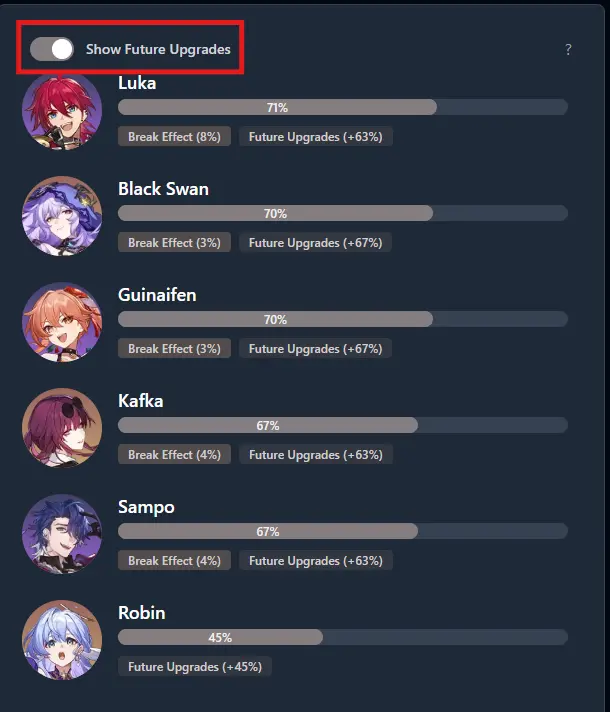 Show Future Upgrades ?
Luka
71%
Break Effect (8%) Future Upgrades (+63%)
Black Swan
70%
Break Effect (3%) Future Upgrades (+67%)
Guinaifen
70%
Break Effect (3%) Future Upgrades (+67%)
Kafka
67%
Break Effect (4%) Future Upgrades (+63%)
Sampo
67%
Break Effect (4%) Future Upgrades (+63%)
Robin
45%
Future Upgrades (+45%)